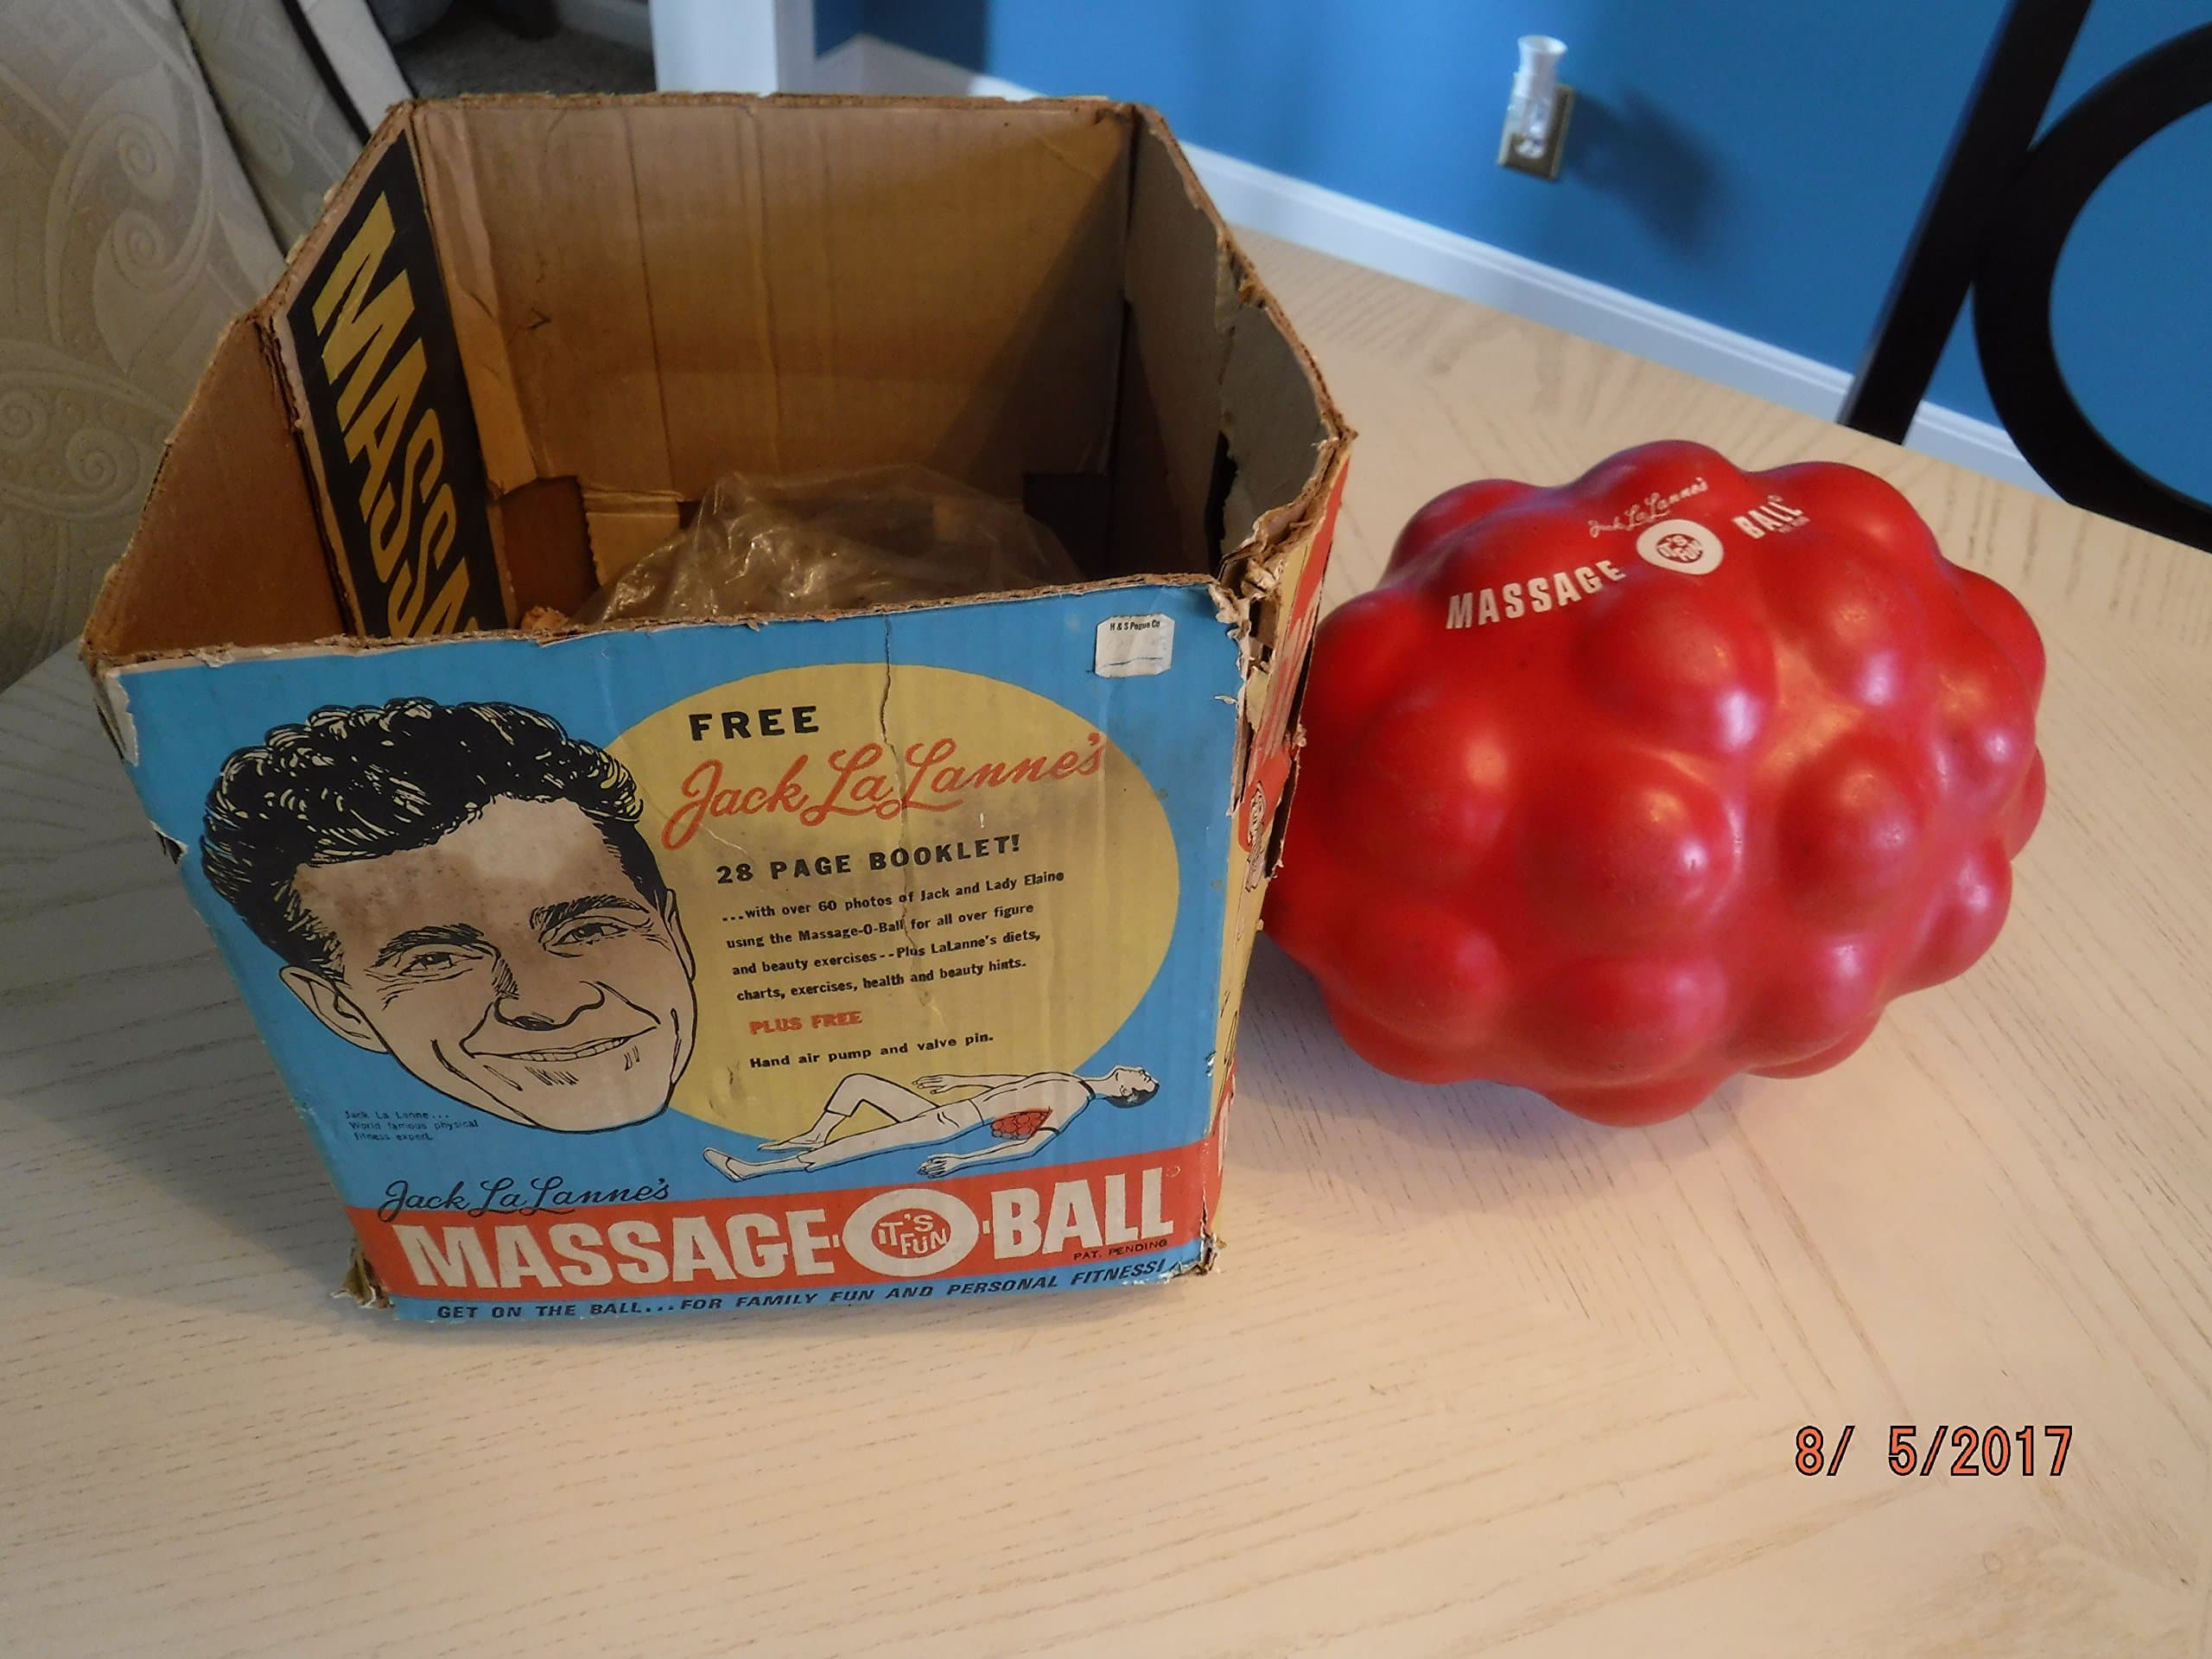 MASSA
H & S Pogue Co
FREE
Jack LaLanne's
28 PAGE BOOKLET!
...with over 60 photos of Jack and Lady Elaine
using the Massage-O-Ball for all over figure
and beauty exercises--Plus LaLanne's diets,
charts, exercises, health and beauty hints.
PLUS FREE
Hand air pump and valve pin.
Jack La Lanne...
World famous physical
fitness expert.
Jack LaLanne's
MASSAGE-O-BALL
IT'S
FUN
PAT. PENDING
GET ON THE BALL...FOR FAMILY FUN AND PERSONAL FITNESS!
Jack LaLanne's
MASSAGE O BALL
IT'S
FUN
8/ 5/2017